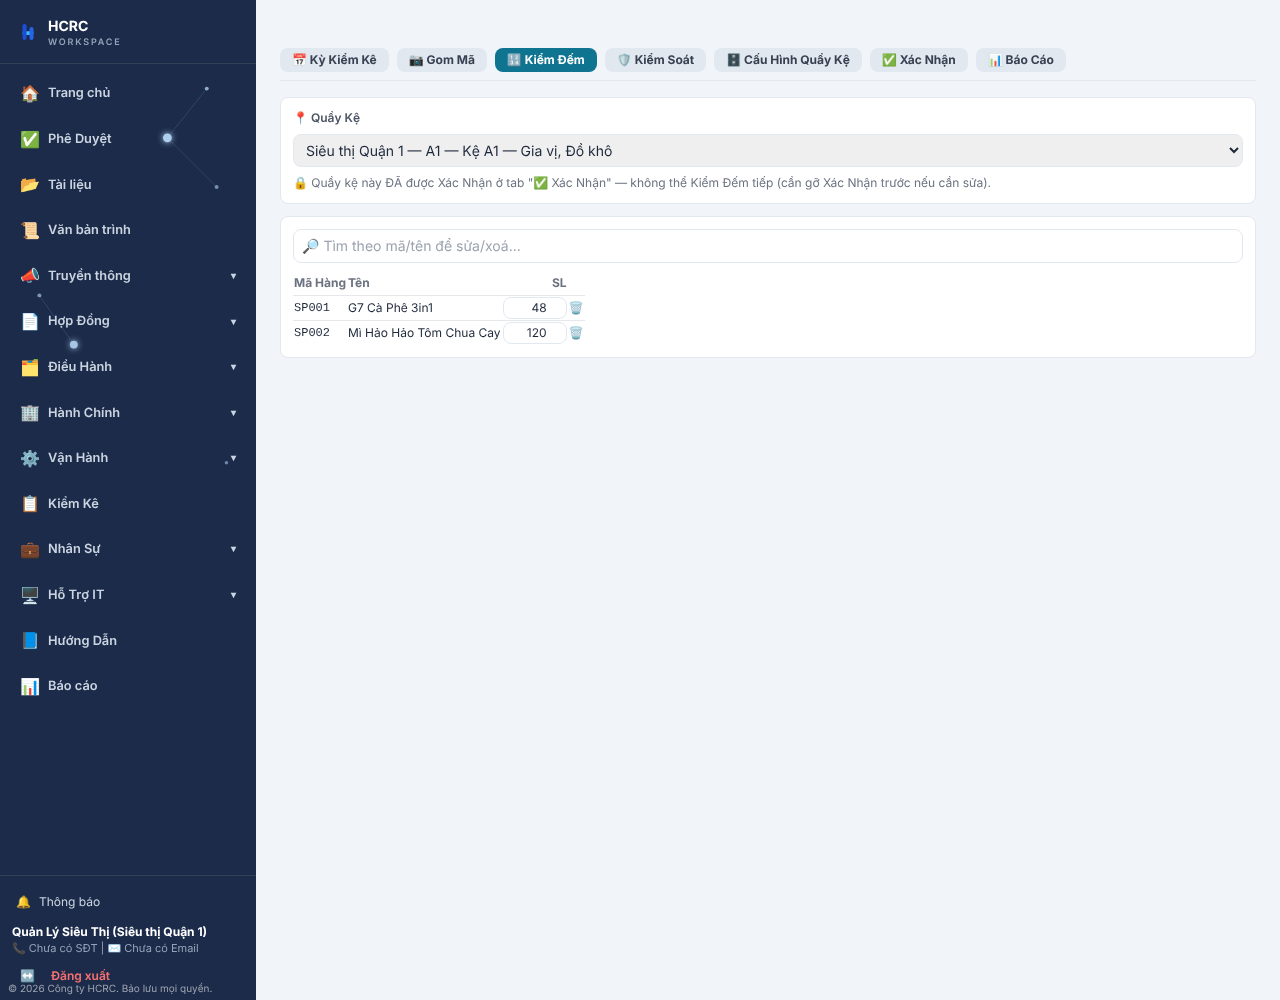 HCRC
WORKSPACE
Trang chủ
Phê Duyệt
Tài liệu
Văn bản trình
Truyền thông
Hợp Đồng
Điều Hành
Hành Chính
Vận Hành
Kiểm Kê
Nhân Sự
Hỗ Trợ IT
Hướng Dẫn
Báo cáo
Thông báo
Quản Lý Siêu Thị (Siêu thị Quận 1)
Chưa có SĐT | Chưa có Email
Đăng xuất
© 2026 Công ty HCRC. Bảo lưu mọi quyền.
Kỳ Kiểm Kê Gom Mã Kiểm Đếm Kiểm Soát Cấu Hình Quầy Kệ Xác Nhận Báo Cáo
Quầy Kệ
Siêu thị Quận 1 — A1 — Kệ A1 — Gia vị, Đồ khô
Quầy kệ này ĐÃ được Xác Nhận ở tab "✅ Xác Nhận" — không thể Kiểm Đếm tiếp (cần gỡ Xác Nhận trước nếu cần sửa).
Tìm theo mã/tên để sửa/xoá...
Mã Hàng Tên SL
SP001 G7 Cà Phê 3in1 48
SP002 Mì Hảo Hảo Tôm Chua Cay 120